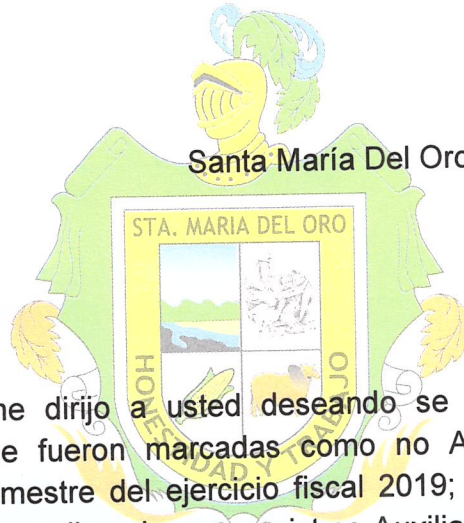 Santa María Del Oro
STA. MARIA DEL ORO
HONESTIDAD Y TRABAJO
me dirijo a usted deseando se
fueron marcadas como no
mestre del ejercicio fiscal 2019;
Auxilia